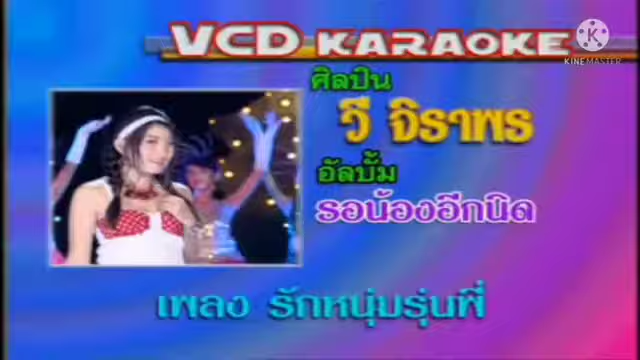 VCD KARAOKE
KINEMASTER
ศิลปิน
วี จิราพร
อัลบั้ม
รอน้องอีกนิด
เพลง รักหนุ่มรุ่นพี่